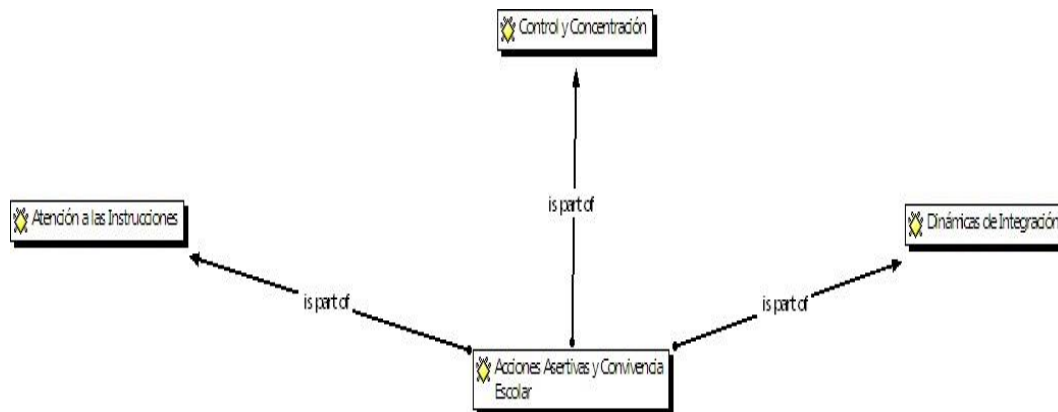 Control y Concentración
is part of
Atención a las Instrucciones
Dinámicas de Integración
is part of
is part of
Acciones Asertivas y Convivencia
Escolar